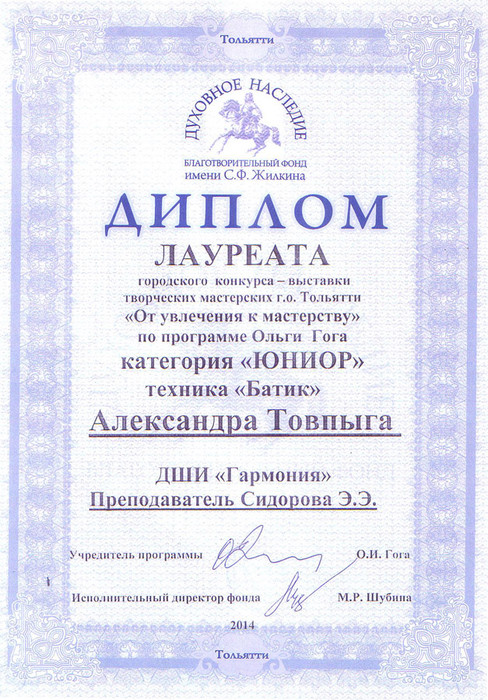 Тольятти
ДУХОВНОЕ НАСЛЕДИЕ
БЛАГОТВОРИТЕЛЬНЫЙ ФОНД
имени С.Ф. Жилкина
ДИПЛОМ
ЛАУРЕАТА
городского конкурса – выставки
творческих мастерских г.о. Тольятти
«От увлечения к мастерству»
по программе Ольги Гога
категория «ЮНИОР»
техника «Батик»
Александра Товпыга
ДШИ «Гармония»
Преподаватель Сидорова Э.Э.
Учредитель программы О.И. Гога
Исполнительный директор фонда М.Р. Шубина
2014
Тольятти